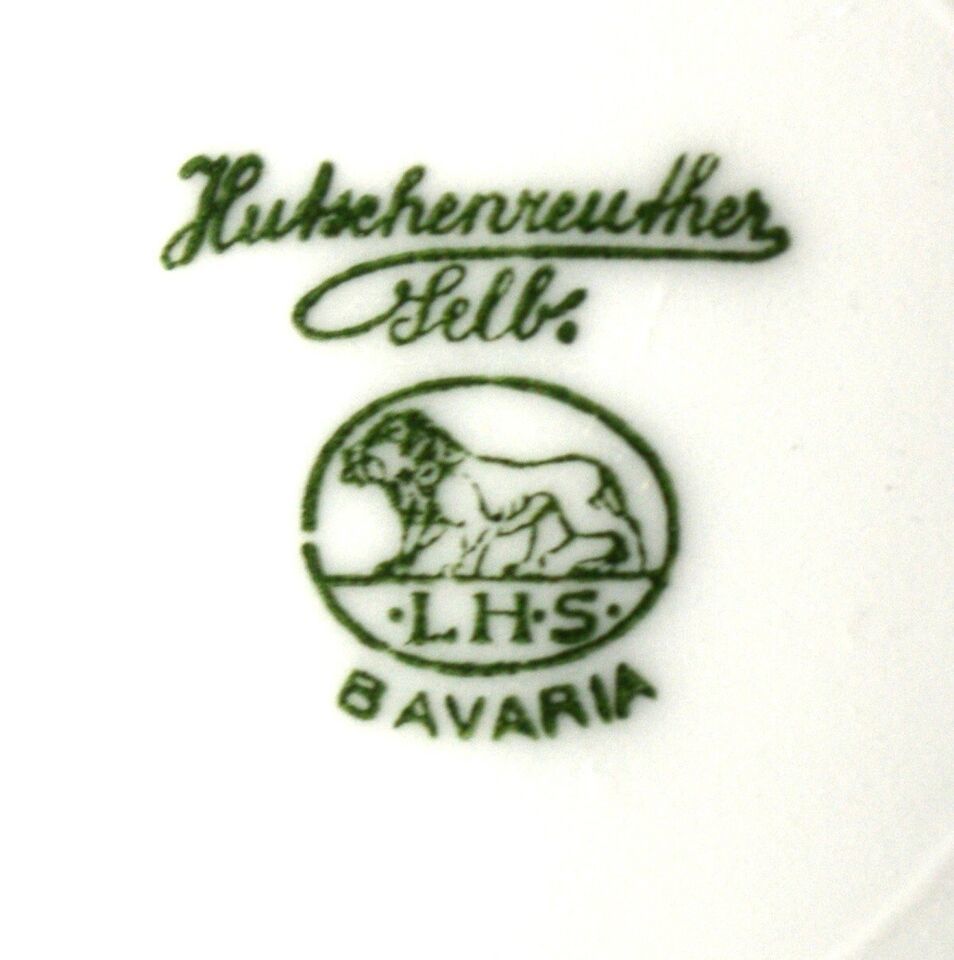 Hutschenreuther
Selb.
·L·H·S·
BAVARIA